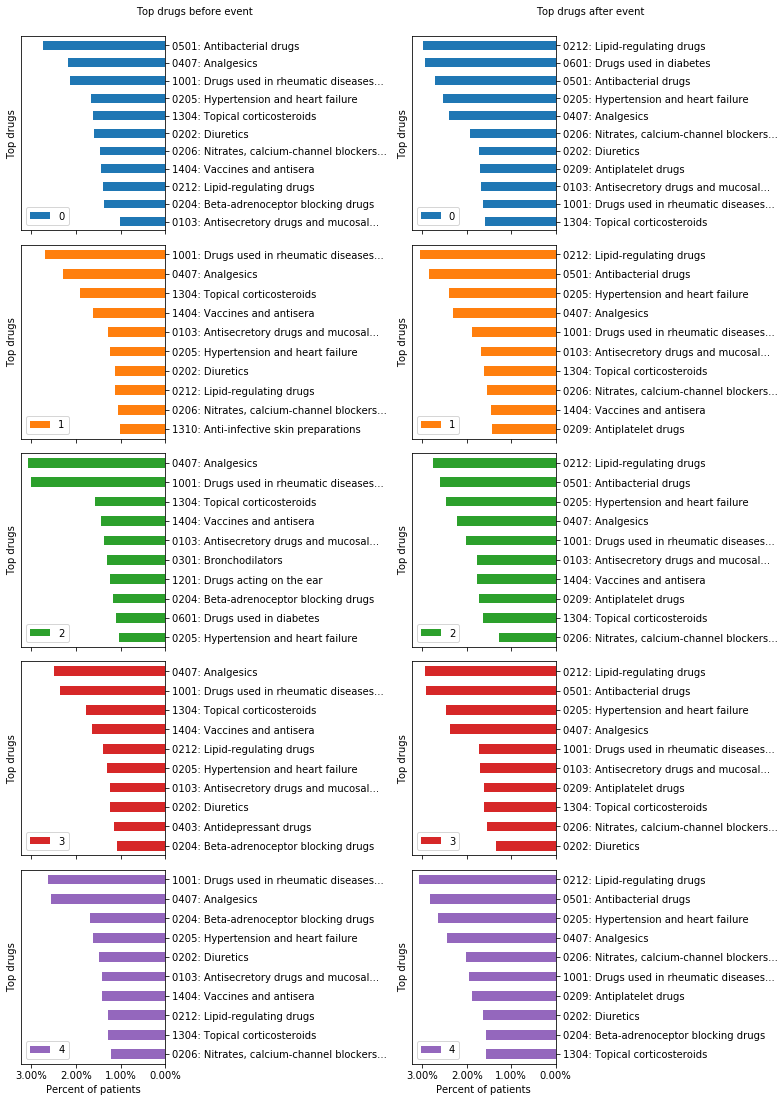 Top drugs before event
Top drugs
0501: Antibacterial drugs
0407: Analgesics
1001: Drugs used in rheumatic diseases...
0205: Hypertension and heart failure
1304: Topical corticosteroids
0202: Diuretics
0206: Nitrates, calcium-channel blockers...
1404: Vaccines and antisera
0212: Lipid-regulating drugs
0204: Beta-adrenoceptor blocking drugs
0103: Antisecretory drugs and mucosal...
0
Top drugs
1001: Drugs used in rheumatic diseases...
0407: Analgesics
1304: Topical corticosteroids
1404: Vaccines and antisera
0103: Antisecretory drugs and mucosal...
0205: Hypertension and heart failure
0202: Diuretics
0212: Lipid-regulating drugs
0206: Nitrates, calcium-channel blockers...
1310: Anti-infective skin preparations
1
Top drugs
0407: Analgesics
1001: Drugs used in rheumatic diseases...
1304: Topical corticosteroids
1404: Vaccines and antisera
0103: Antisecretory drugs and mucosal...
0301: Bronchodilators
1201: Drugs acting on the ear
0204: Beta-adrenoceptor blocking drugs
0601: Drugs used in diabetes
0205: Hypertension and heart failure
2
Top drugs
0407: Analgesics
1001: Drugs used in rheumatic diseases...
1304: Topical corticosteroids
1404: Vaccines and antisera
0212: Lipid-regulating drugs
0205: Hypertension and heart failure
0103: Antisecretory drugs and mucosal...
0202: Diuretics
0403: Antidepressant drugs
0204: Beta-adrenoceptor blocking drugs
3
Top drugs
1001: Drugs used in rheumatic diseases...
0407: Analgesics
0204: Beta-adrenoceptor blocking drugs
0205: Hypertension and heart failure
0202: Diuretics
0103: Antisecretory drugs and mucosal...
1404: Vaccines and antisera
0212: Lipid-regulating drugs
1304: Topical corticosteroids
0206: Nitrates, calcium-channel blockers...
4
3.00% 2.00% 1.00% 0.00%
Percent of patients
Top drugs after event
Top drugs
0212: Lipid-regulating drugs
0601: Drugs used in diabetes
0501: Antibacterial drugs
0205: Hypertension and heart failure
0407: Analgesics
0206: Nitrates, calcium-channel blockers...
0202: Diuretics
0209: Antiplatelet drugs
0103: Antisecretory drugs and mucosal...
1001: Drugs used in rheumatic diseases...
1304: Topical corticosteroids
0
Top drugs
0212: Lipid-regulating drugs
0501: Antibacterial drugs
0205: Hypertension and heart failure
0407: Analgesics
1001: Drugs used in rheumatic diseases...
0103: Antisecretory drugs and mucosal...
1304: Topical corticosteroids
0206: Nitrates, calcium-channel blockers...
1404: Vaccines and antisera
0209: Antiplatelet drugs
1
Top drugs
0212: Lipid-regulating drugs
0501: Antibacterial drugs
0205: Hypertension and heart failure
0407: Analgesics
1001: Drugs used in rheumatic diseases...
0103: Antisecretory drugs and mucosal...
1404: Vaccines and antisera
0209: Antiplatelet drugs
1304: Topical corticosteroids
0206: Nitrates, calcium-channel blockers...
2
Top drugs
0212: Lipid-regulating drugs
0501: Antibacterial drugs
0205: Hypertension and heart failure
0407: Analgesics
1001: Drugs used in rheumatic diseases...
0103: Antisecretory drugs and mucosal...
0209: Antiplatelet drugs
1304: Topical corticosteroids
0206: Nitrates, calcium-channel blockers...
0202: Diuretics
3
Top drugs
0212: Lipid-regulating drugs
0501: Antibacterial drugs
0205: Hypertension and heart failure
0407: Analgesics
0206: Nitrates, calcium-channel blockers...
1001: Drugs used in rheumatic diseases...
0209: Antiplatelet drugs
0202: Diuretics
0204: Beta-adrenoceptor blocking drugs
1304: Topical corticosteroids
4
3.00% 2.00% 1.00% 0.00%
Percent of patients